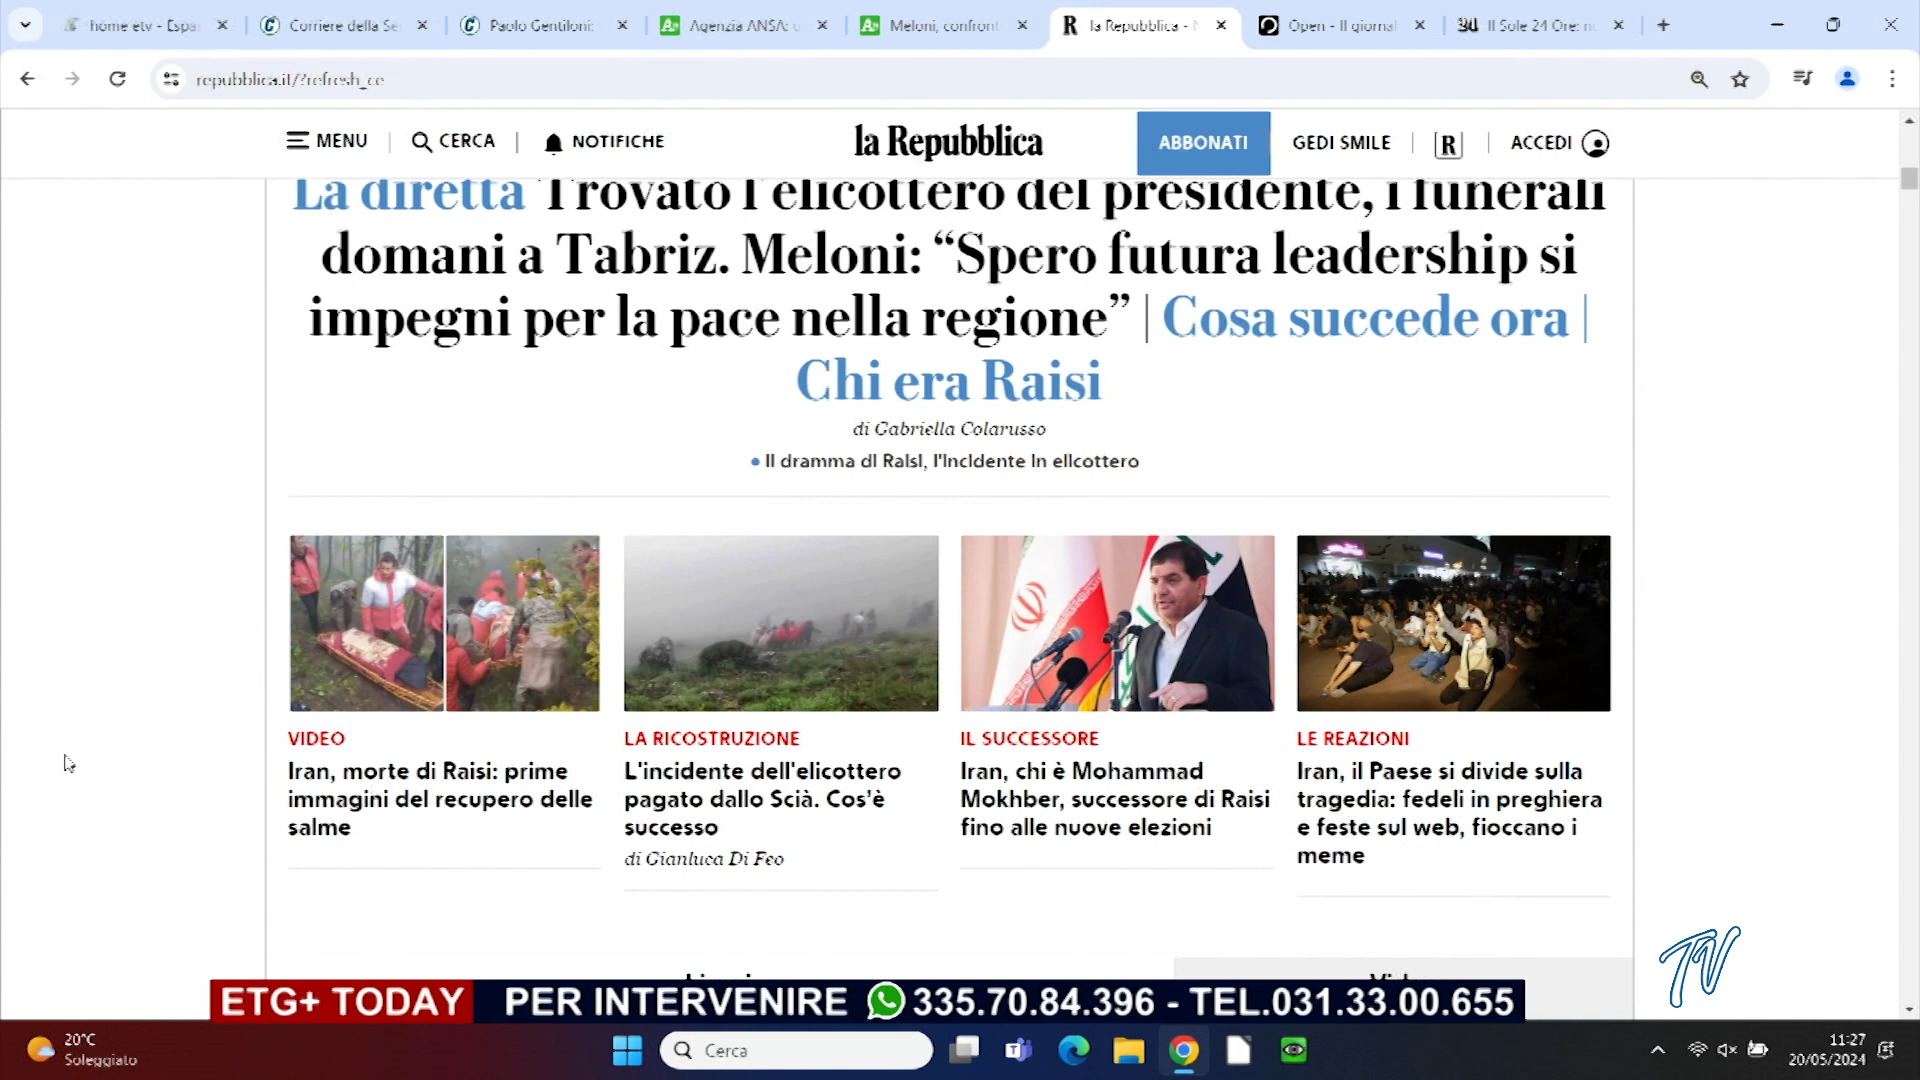 home etv - Espa
Corriere della Se
Paolo Gentiloni:
Agenzia ANSA: u
Meloni, confront
la Repubblica - N
Open - Il giornal
Il Sole 24 Ore: n
repubblica.it/?refresh_ce
MENU
CERCA
NOTIFICHE
la Repubblica
ABBONATI
GEDI SMILE
R
ACCEDI
La diretta Trovato l'elicottero del presidente, i funerali
domani a Tabriz. Meloni: “Spero futura leadership si
impegni per la pace nella regione” | Cosa succede ora |
Chi era Raisi
di Gabriella Colarusso
Il dramma di Raisi, l'incidente in elicottero
VIDEO
Iran, morte di Raisi: prime
immagini del recupero delle
salme
LA RICOSTRUZIONE
L'incidente dell'elicottero
pagato dallo Scià. Cos'è
successo
di Gianluca Di Feo
IL SUCCESSORE
Iran, chi è Mohammad
Mokhber, successore di Raisi
fino alle nuove elezioni
LE REAZIONI
Iran, il Paese si divide sulla
tragedia: fedeli in preghiera
e feste sul web, fioccano i
meme
TN
ETG+ TODAY PER INTERVENIRE 335.70.84.396 - TEL.031.33.00.655
20°C
Soleggiato
Cerca
11:27
20/05/2024